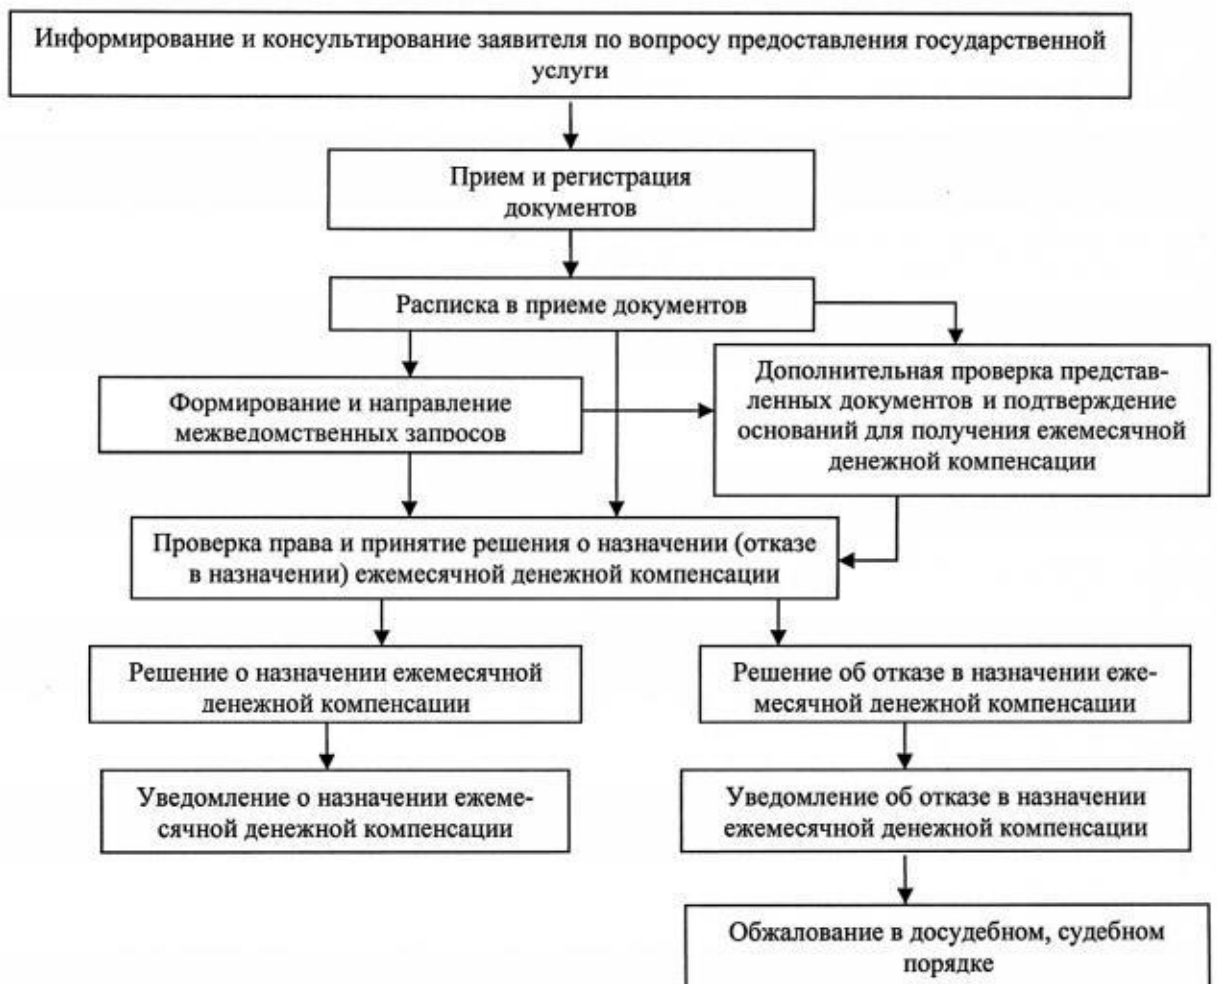 Информирование и консультирование заявителя по вопросу предоставления государственной
услуги
Прием и регистрация
документов
Расписка в приеме документов
Формирование и направление
межведомственных запросов
Дополнительная проверка представ-
ленных документов и подтверждение
оснований для получения ежемесячной
денежной компенсации
Проверка права и принятие решения о назначении (отказе
в назначении) ежемесячной денежной компенсации
Решение о назначении ежемесячной
денежной компенсации
Решение об отказе в назначении еже-
месячной денежной компенсации
Уведомление о назначении ежеме-
сячной денежной компенсации
Уведомление об отказе в назначении
ежемесячной денежной компенсации
Обжалование в досудебном, судебном
порядке